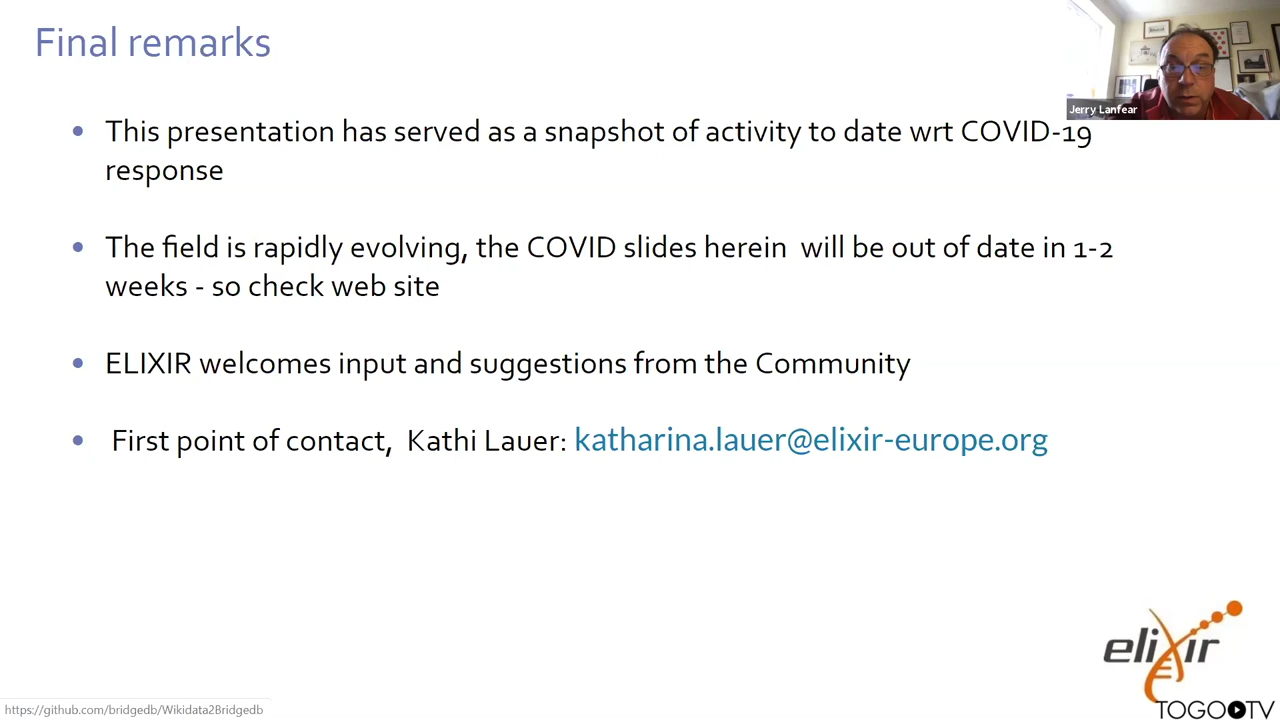 Final remarks
Jerry Lanfear
• This presentation has served as a snapshot of activity to date wrt COVID-19
response
• The field is rapidly evolving, the COVID slides herein will be out of date in 1-2
weeks - so check web site
• ELIXIR welcomes input and suggestions from the Community
• First point of contact, Kathi Lauer: katharina.lauer@elixir-europe.org
elixir
TOGOTV
https://github.com/bridgedb/Wikidata2Bridgedb